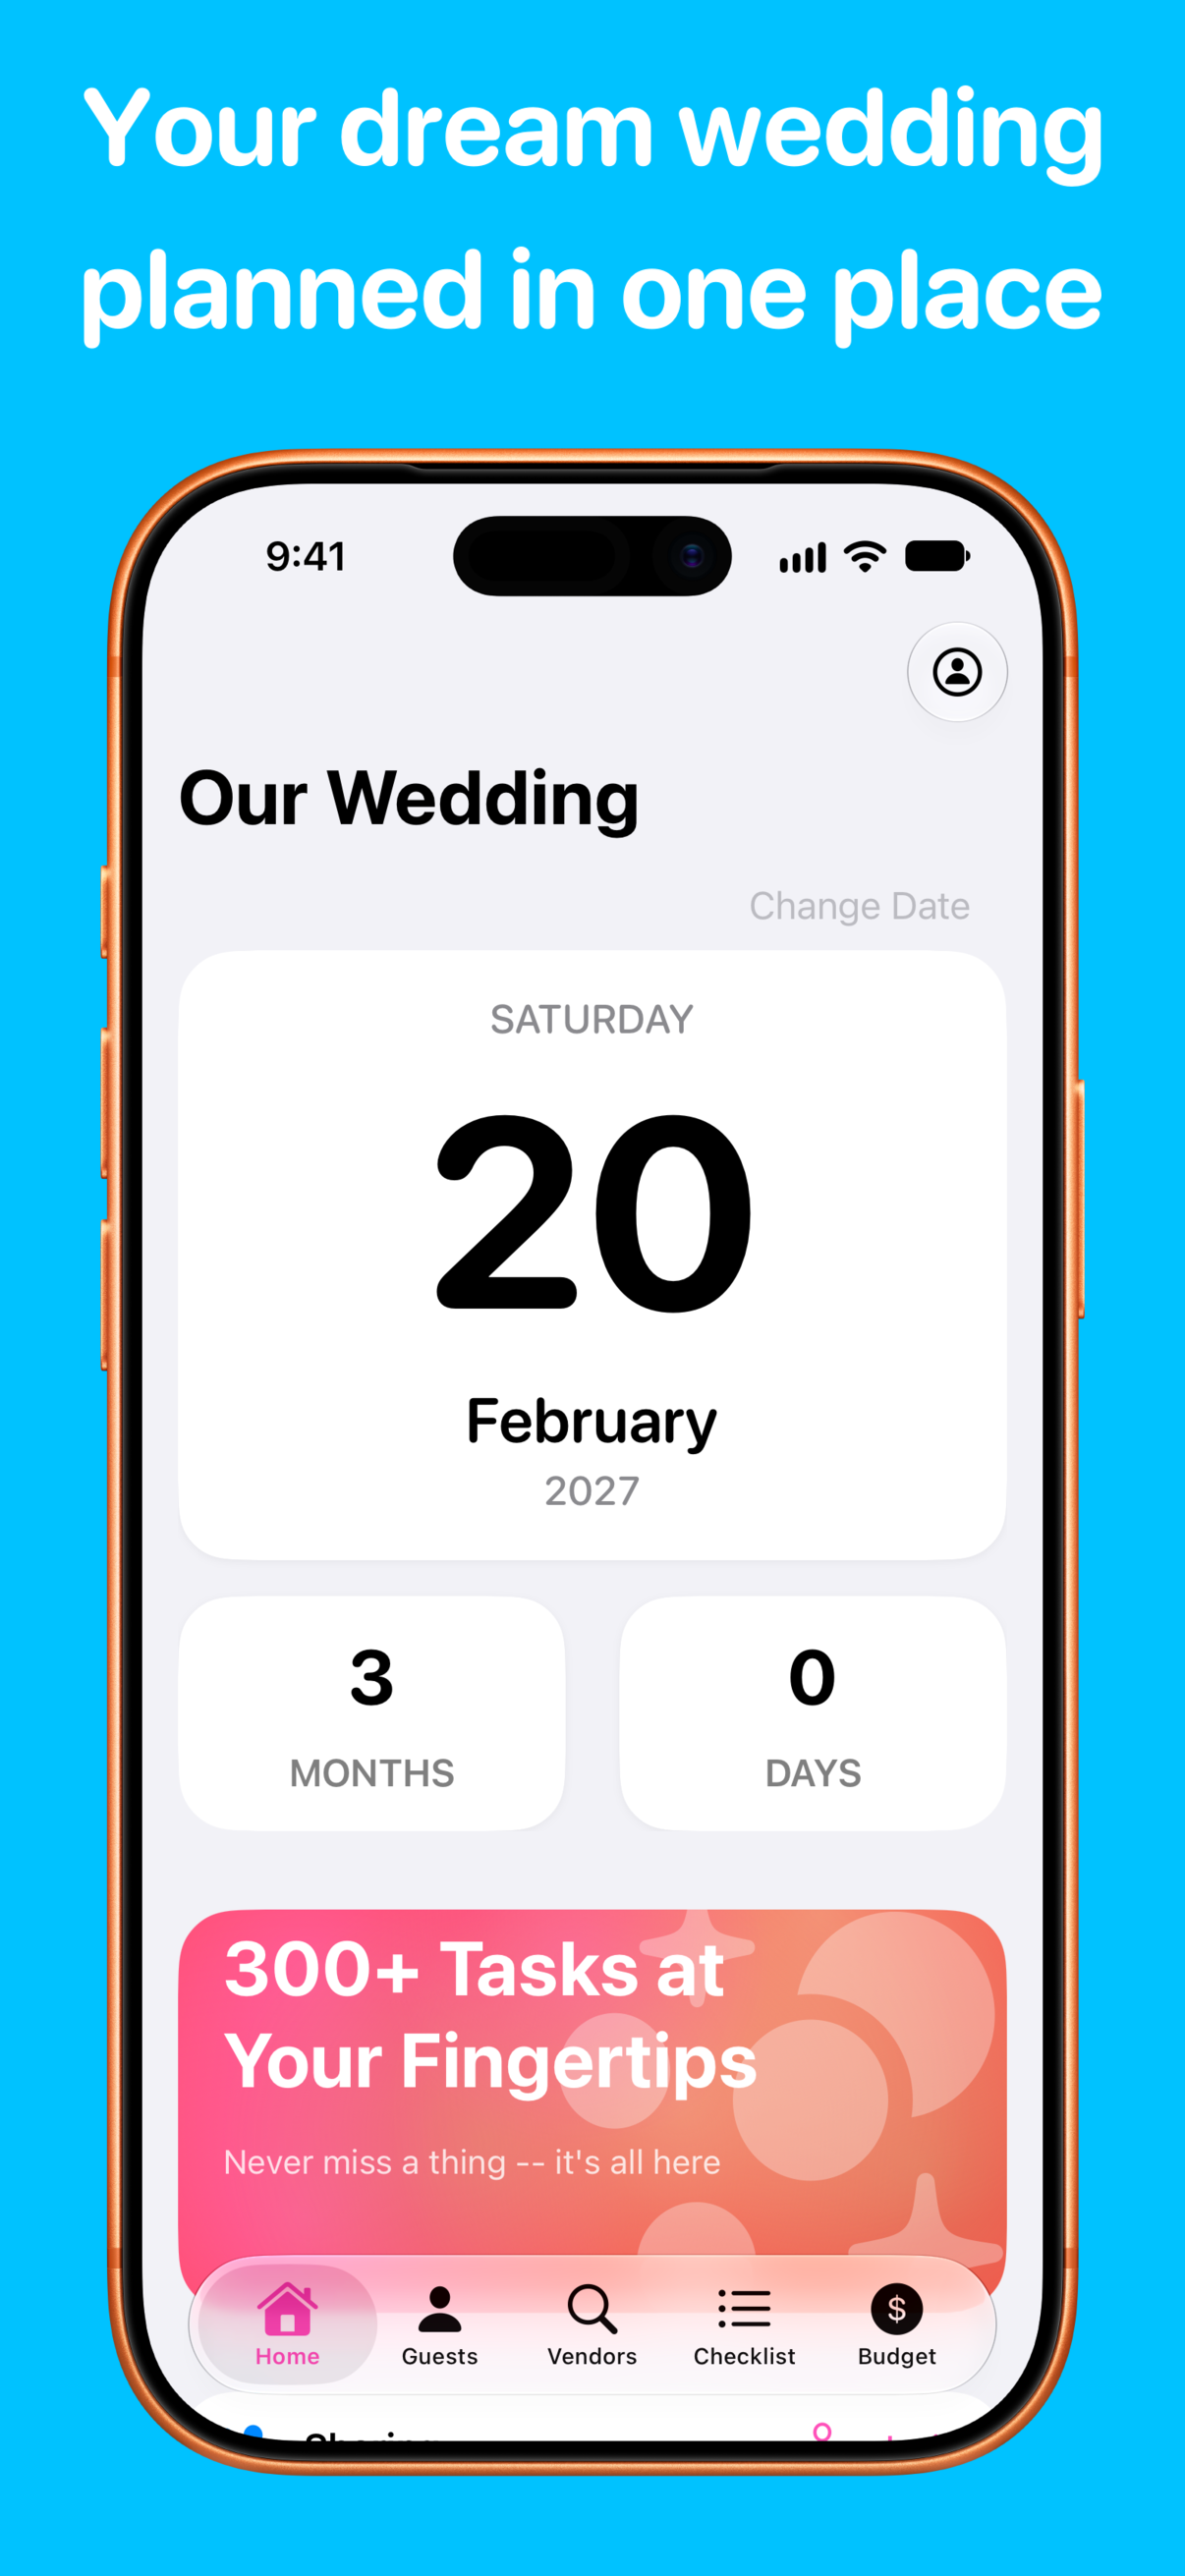 Your dream wedding
planned in one place
9:41
Our Wedding
Change Date
SATURDAY
20
February
2027
3
MONTHS
0
DAYS
300+ Tasks at
Your Fingertips
Never miss a thing -- it's all here
Home
Guests
Vendors
Checklist
Budget